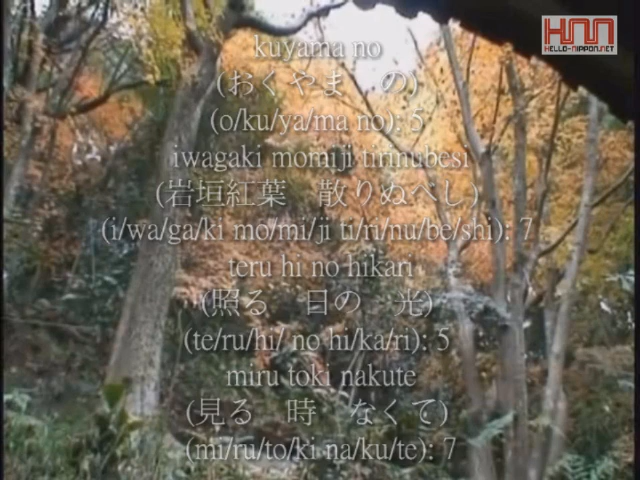 HNN
HELLO-NIPPON.NET
kuyama no
(おくやま　の)
(o/ku/ya/ma no): 5
iwagaki momiji tirinubesi
(岩垣紅葉　散りぬべし)
(i/wa/ga/ki mo/mi/ji ti/ri/nu/be/shi): 7
teru hi no hikari
(照る　日の　光)
(te/ru/hi/ no hi/ka/ri): 5
miru toki nakute
(見る　時　なくて)
(mi/ru/to/ki na/ku/te): 7